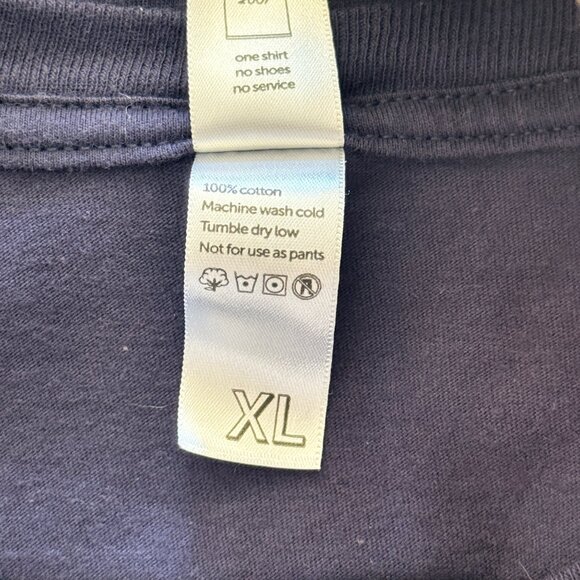 one shirt
no shoes
no service
100% cotton
Machine wash cold
Tumble dry low
Not for use as pants
XL